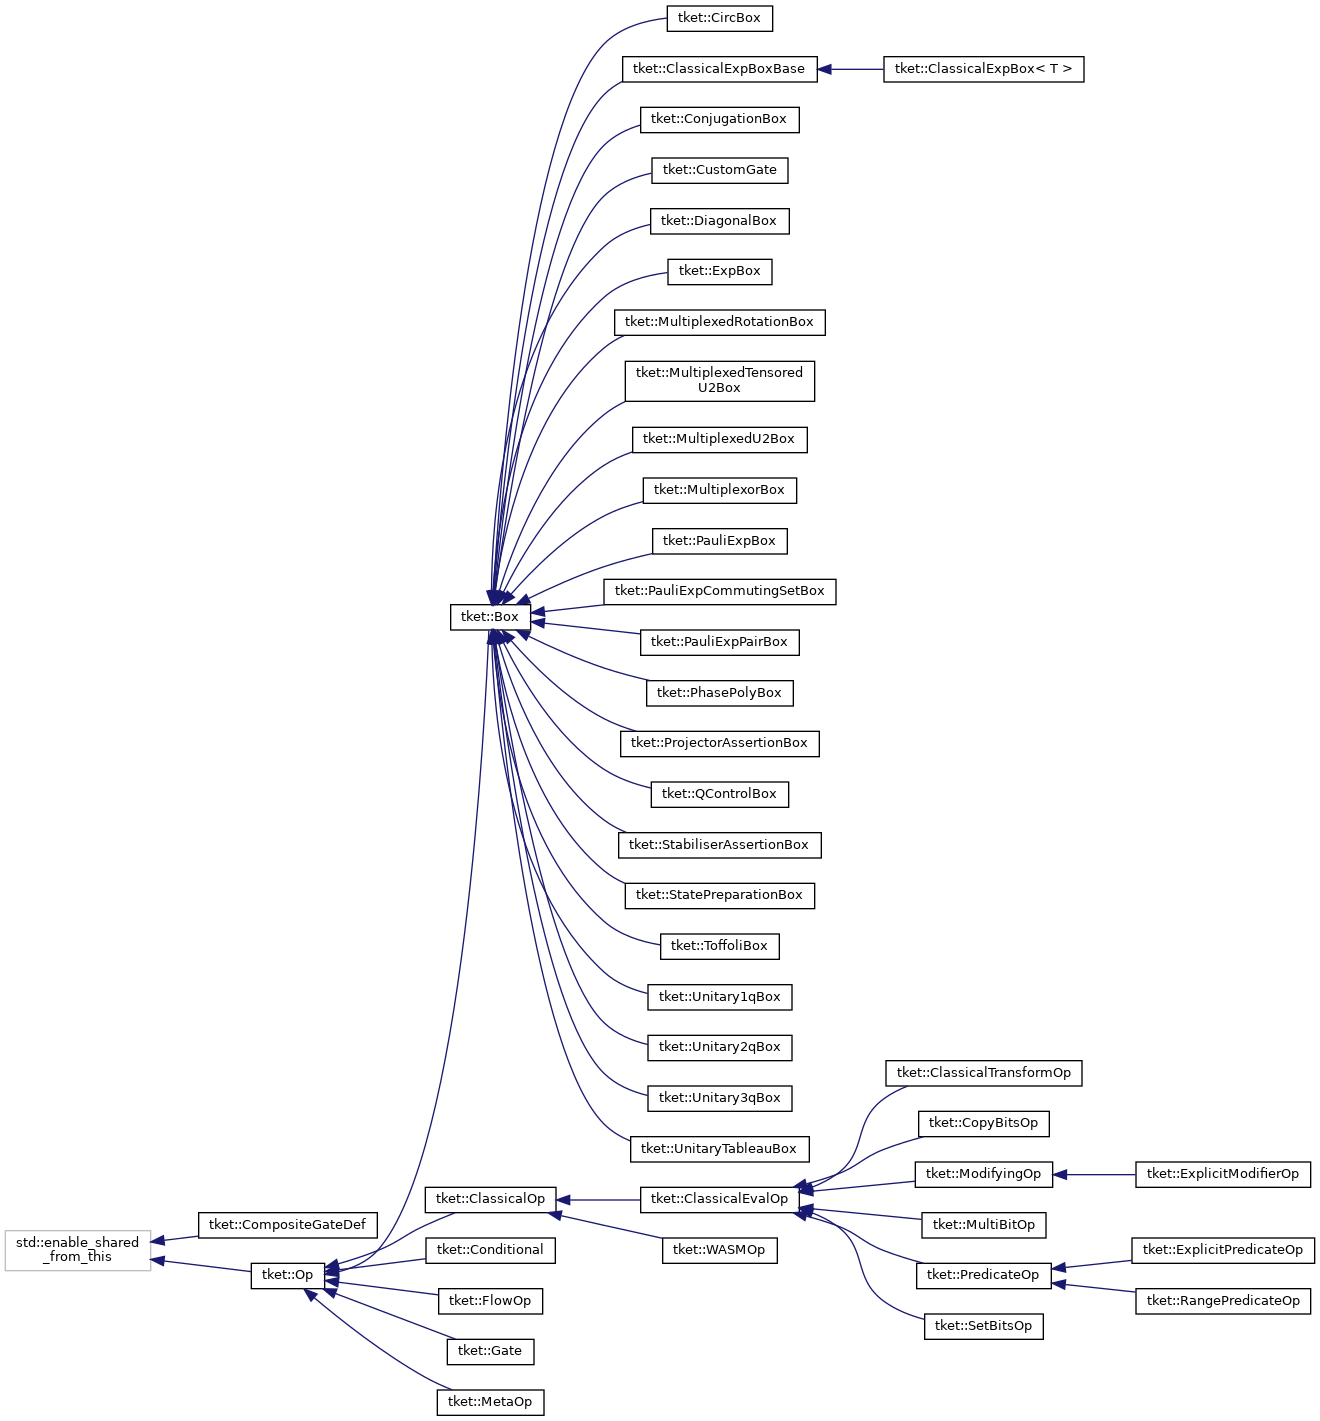 tket::CircBox
tket::ClassicalExpBoxBase
tket::ClassicalExpBox< T >
tket::ConjugationBox
tket::CustomGate
tket::DiagonalBox
tket::ExpBox
tket::MultiplexedRotationBox
tket::MultiplexedTensored
U2Box
tket::MultiplexedU2Box
tket::MultiplexorBox
tket::PauliExpBox
tket::PauliExpCommutingSetBox
tket::Box
tket::PauliExpPairBox
tket::PhasePolyBox
tket::ProjectorAssertionBox
tket::QControlBox
tket::StabiliserAssertionBox
tket::StatePreparationBox
tket::ToffoliBox
tket::Unitary1qBox
tket::Unitary2qBox
tket::Unitary3qBox
tket::UnitaryTableauBox
tket::ClassicalTransformOp
tket::CopyBitsOp
tket::ModifyingOp
tket::ExplicitModifierOp
tket::ClassicalOp
tket::ClassicalEvalOp
tket::MultiBitOp
tket::CompositeGateDef
std::enable_shared
_from_this
tket::Conditional
tket::WASMOp
tket::ExplicitPredicateOp
tket::Op
tket::PredicateOp
tket::FlowOp
tket::RangePredicateOp
tket::SetBitsOp
tket::Gate
tket::MetaOp